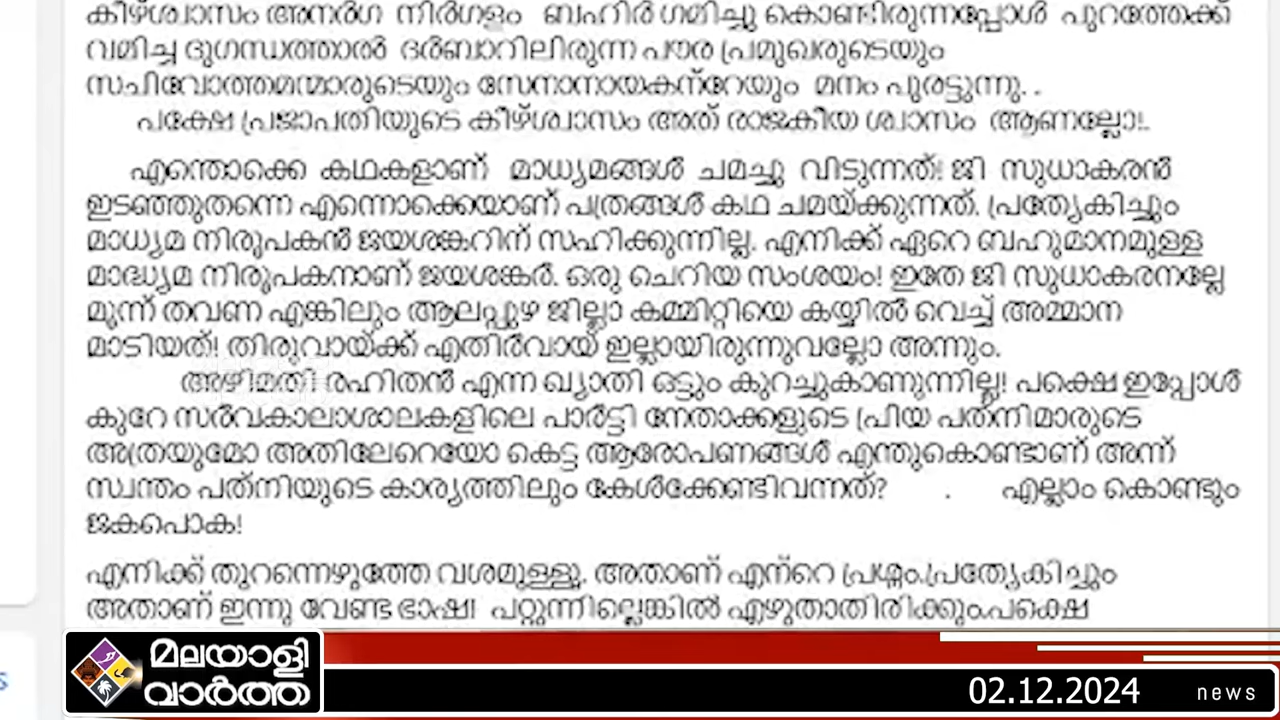 കീഴ്ശ്വാസം അനർഗ നിർഗളം ബഹിർ ഗമിച്ചു കൊണ്ടിരുന്നപ്പോൾ പുറത്തേക്ക്
വമിച്ച ദുഗന്ധത്താൽ ദർബാറിലിരുന്ന പൗര പ്രമുഖരുടെയും
സചിവോത്തമന്മാരുടെയും സേനാനായകന്റേയും മനം പുരട്ടുന്നു. .
പക്ഷേ പ്രജാപതിയുടെ കീഴ്ശ്വാസം അത് രാജകീയ ശ്വാസം ആണല്ലോ!.
എന്തൊക്കെ കഥകളാണ് മാധ്യമങ്ങൾ ചമച്ചു വിടുന്നത്! ജി സുധാകരൻ
ഇടഞ്ഞുതന്നെ എന്നൊക്കെയാണ് പത്രങ്ങൾ കഥ ചമയ്ക്കുന്നത്. പ്രത്യേകിച്ചും
മാധ്യമ നിരൂപകൻ ജയശങ്കറിന് സഹിക്കുന്നില്ല. എനിക്ക് ഏറെ ബഹുമാനമുള്ള
മാദ്ധ്യമ നിരൂപകനാണ് ജയശങ്കർ. ഒരു ചെറിയ സംശയം! ഇതേ ജി സുധാകരനല്ലേ
മൂന്ന് തവണ എങ്കിലും ആലപ്പുഴ ജില്ലാ കമ്മിറ്റിയെ കയ്യിൽ വെച്ച് അമ്മാന
മാടിയത്! തിരുവായ്ക്ക് എതിർവായ് ഇല്ലായിരുന്നുവല്ലോ അന്നും.
അഴിമതി രഹിതൻ എന്ന ഖ്യാതി ഒട്ടും കുറച്ചുകാണുന്നില്ല! പക്ഷെ ഇപ്പോൾ
കുറേ സർവകാലാശാലകളിലെ പാർട്ടി നേതാക്കളുടെ പ്രിയ പത്നിമാരുടെ
അത്രയുമോ അതിലേറെയോ കെട്ട ആരോപണങ്ങൾ എന്തുകൊണ്ടാണ് അന്ന്
സ്വന്തം പത്നിയുടെ കാര്യത്തിലും കേൾക്കേണ്ടിവന്നത്? . എല്ലാം കൊണ്ടും
ജകപൊക!
എനിക്ക് തുറന്നെഴുത്തേ വശമുള്ളൂ. അതാണ് എന്റെ പ്രശ്നം.പ്രത്യേകിച്ചും
അതാണ് ഇന്നു വേണ്ട ഭാഷ! പറ്റുന്നില്ലെങ്കിൽ എഴുതാതിരിക്കും.പക്ഷെ
മലയാളി
വാർത്ത
02.12.2024 news